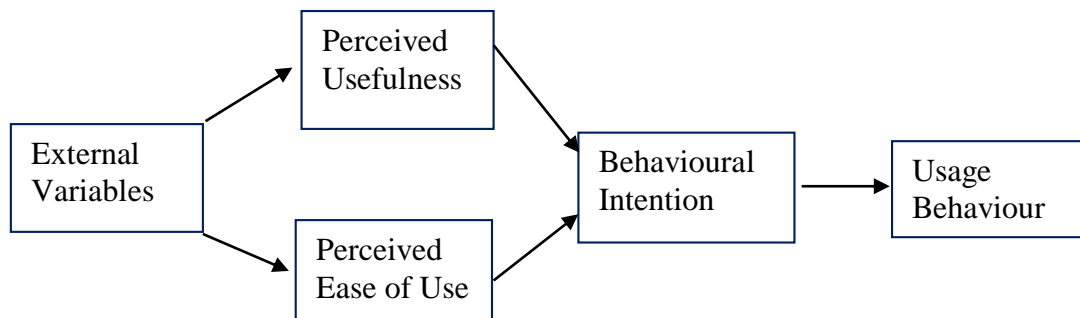 Perceived
Usefulness
External
Variables
Behavioural
Intention
Usage
Behaviour
Perceived
Ease of Use